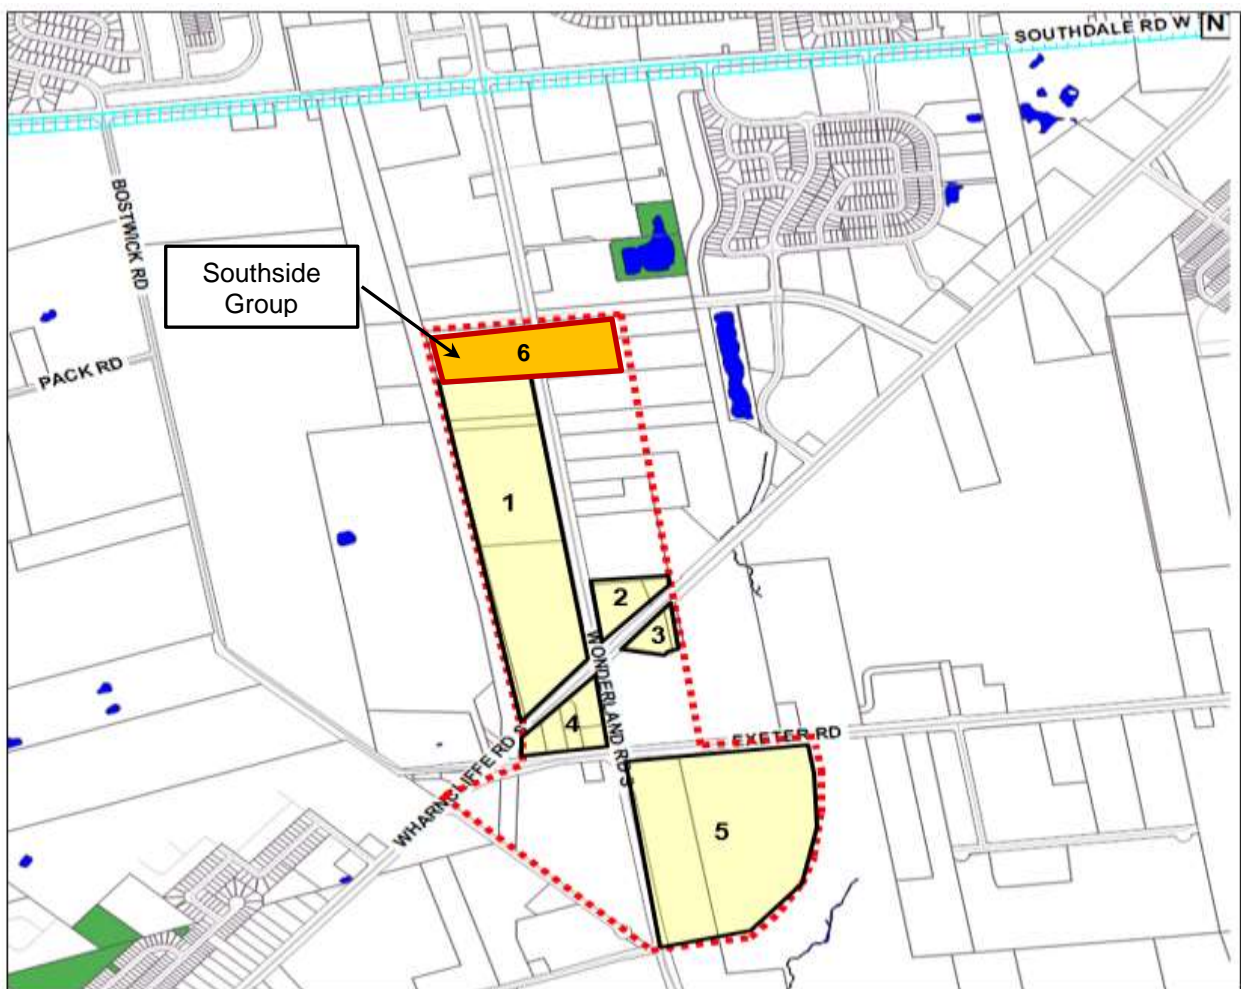 SOUTHDALE RD W
N
BOSTWICK RD
Southside
Group
6
PACK RD
1
2
3
WONDERLAND RD S
4
EXETER RD
WHARNCLIFFE RD S
5